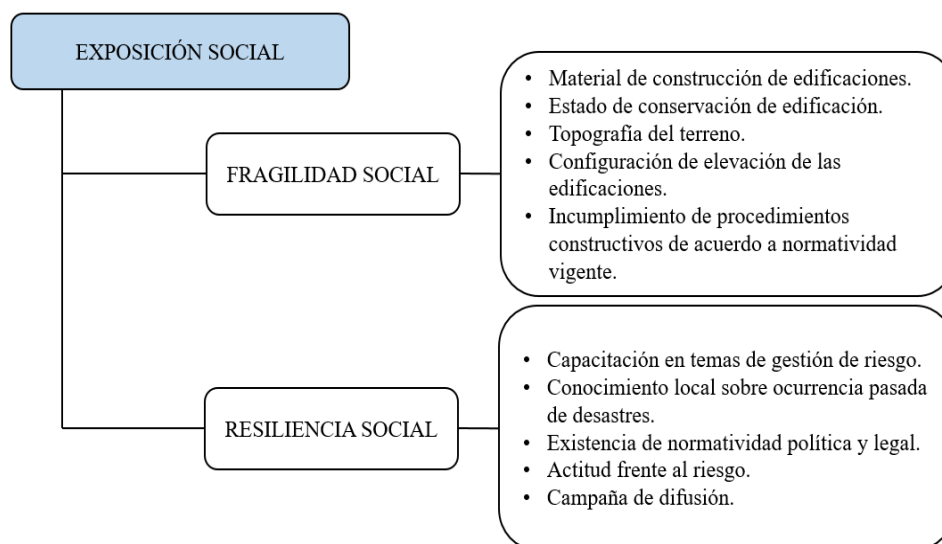 EXPOSICIÓN SOCIAL
FRAGILIDAD SOCIAL
• Material de construcción de edificaciones.
• Estado de conservación de edificación.
• Topografía del terreno.
• Configuración de elevación de las
edificaciones.
• Incumplimiento de procedimientos
constructivos de acuerdo a normatividad
vigente.
RESILIENCIA SOCIAL
• Capacitación en temas de gestión de riesgo.
• Conocimiento local sobre ocurrencia pasada
de desastres.
• Existencia de normatividad política y legal.
• Actitud frente al riesgo.
• Campaña de difusión.